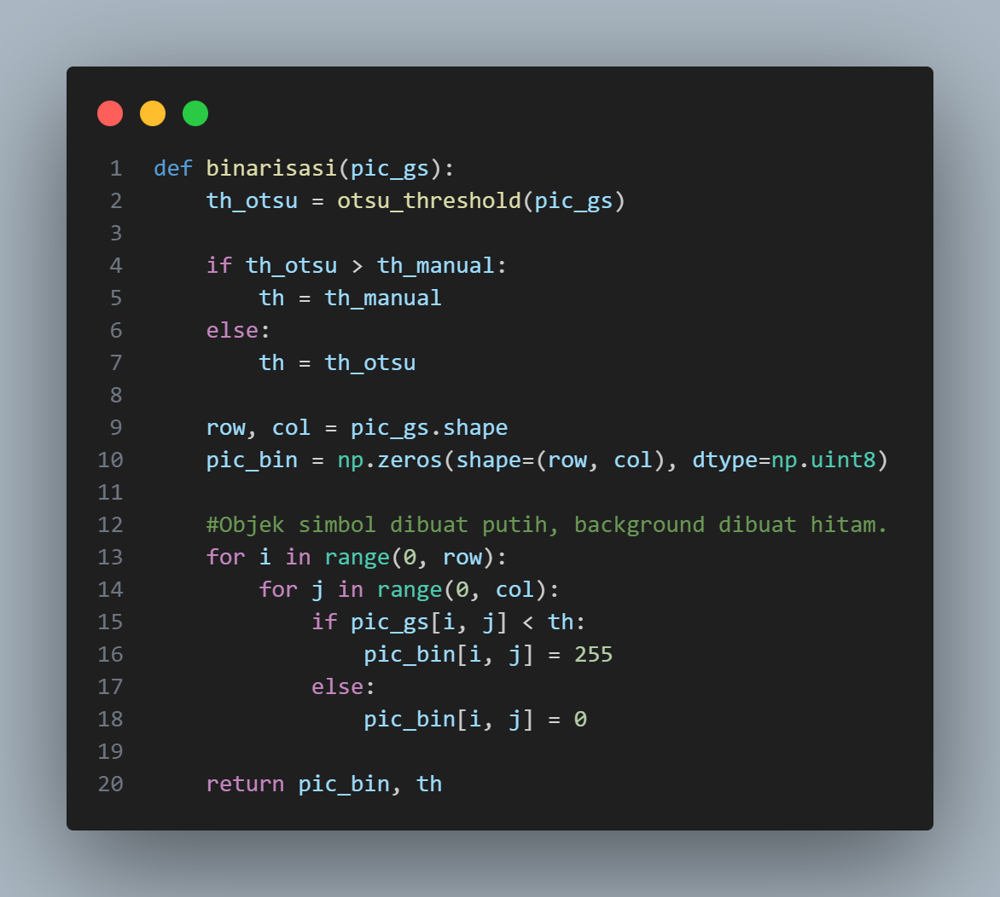 1 def binarisasi(pic_gs):
2     th_otsu = otsu_threshold(pic_gs)
3
4     if th_otsu > th_manual:
5         th = th_manual
6     else:
7         th = th_otsu
8
9     row, col = pic_gs.shape
10     pic_bin = np.zeros(shape=(row, col), dtype=np.uint8)
11
12     #Objek simbol dibuat putih, background dibuat hitam.
13     for i in range(0, row):
14         for j in range(0, col):
15             if pic_gs[i, j] < th:
16                 pic_bin[i, j] = 255
17             else:
18                 pic_bin[i, j] = 0
19
20     return pic_bin, th